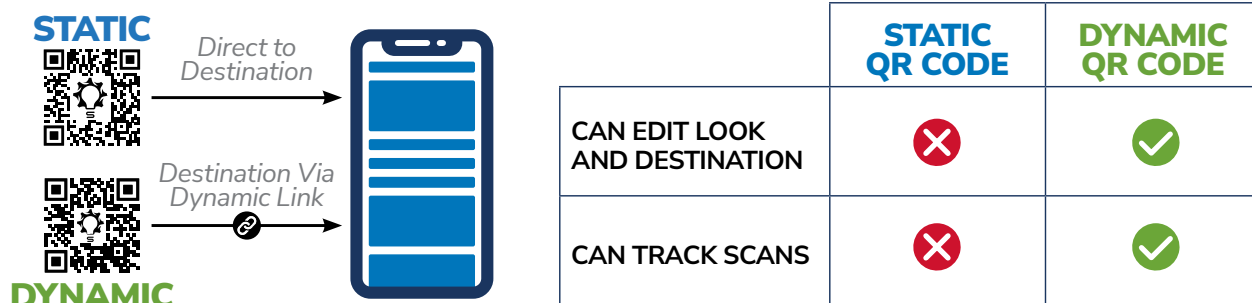 STATIC
Direct to
Destination
Destination Via
Dynamic Link
DYNAMIC
STATIC
QR CODE
DYNAMIC
QR CODE
CAN EDIT LOOK
AND DESTINATION
CAN TRACK SCANS